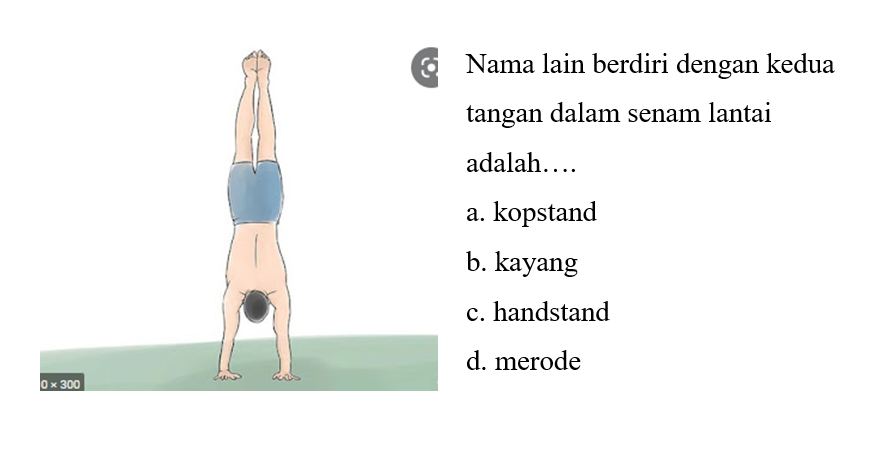 Nama lain berdiri dengan kedua
tangan dalam senam lantai
adalah….
a. kopstand
b. kayang
c. handstand
d. merode
0 × 300